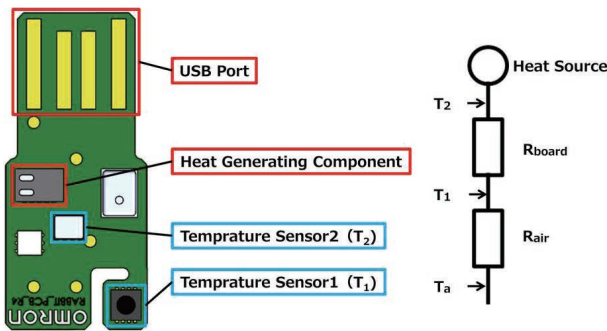 USB Port
Heat Generating Component
Temprature Sensor2（T2）
Temprature Sensor1（T1）
RABBIT_PCB_R4
OMRON
Heat Source
T2
Rboard
T1
Rair
Ta